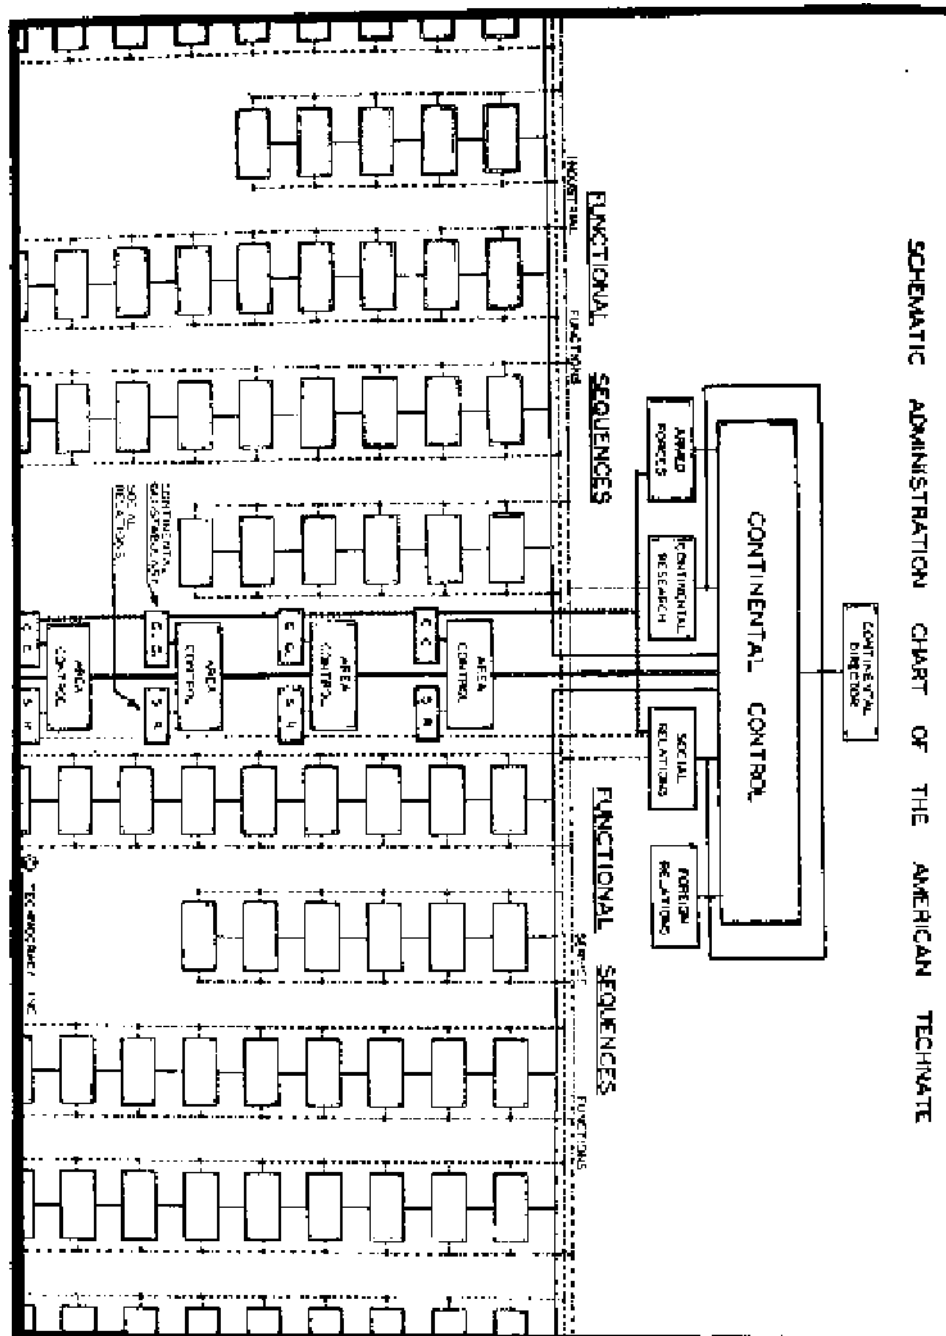 SCHEMATIC ADMINISTRATION CHART OF THE AMERICAN TECHNATE
CONTINENTAL
DIRECTOR
CONTINENTAL CONTROL
ARMED
FORCES
CONTINENTAL
RESEARCH
SOCIAL
RELATIONS
FOREIGN
RELATIONS
FUNCTIONAL SEQUENCES
FUNCTIONAL SEQUENCES
INDUSTRIAL FUNCTIONS
FUNCTIONS
AREA
CONTROL
C C
S R
AREA
CONTROL
AREA
CONTROL
S R
AREA
CONTROL
S R
CONTINENTAL
SOCIAL
RELATIONS
TECHNOCRACY INC